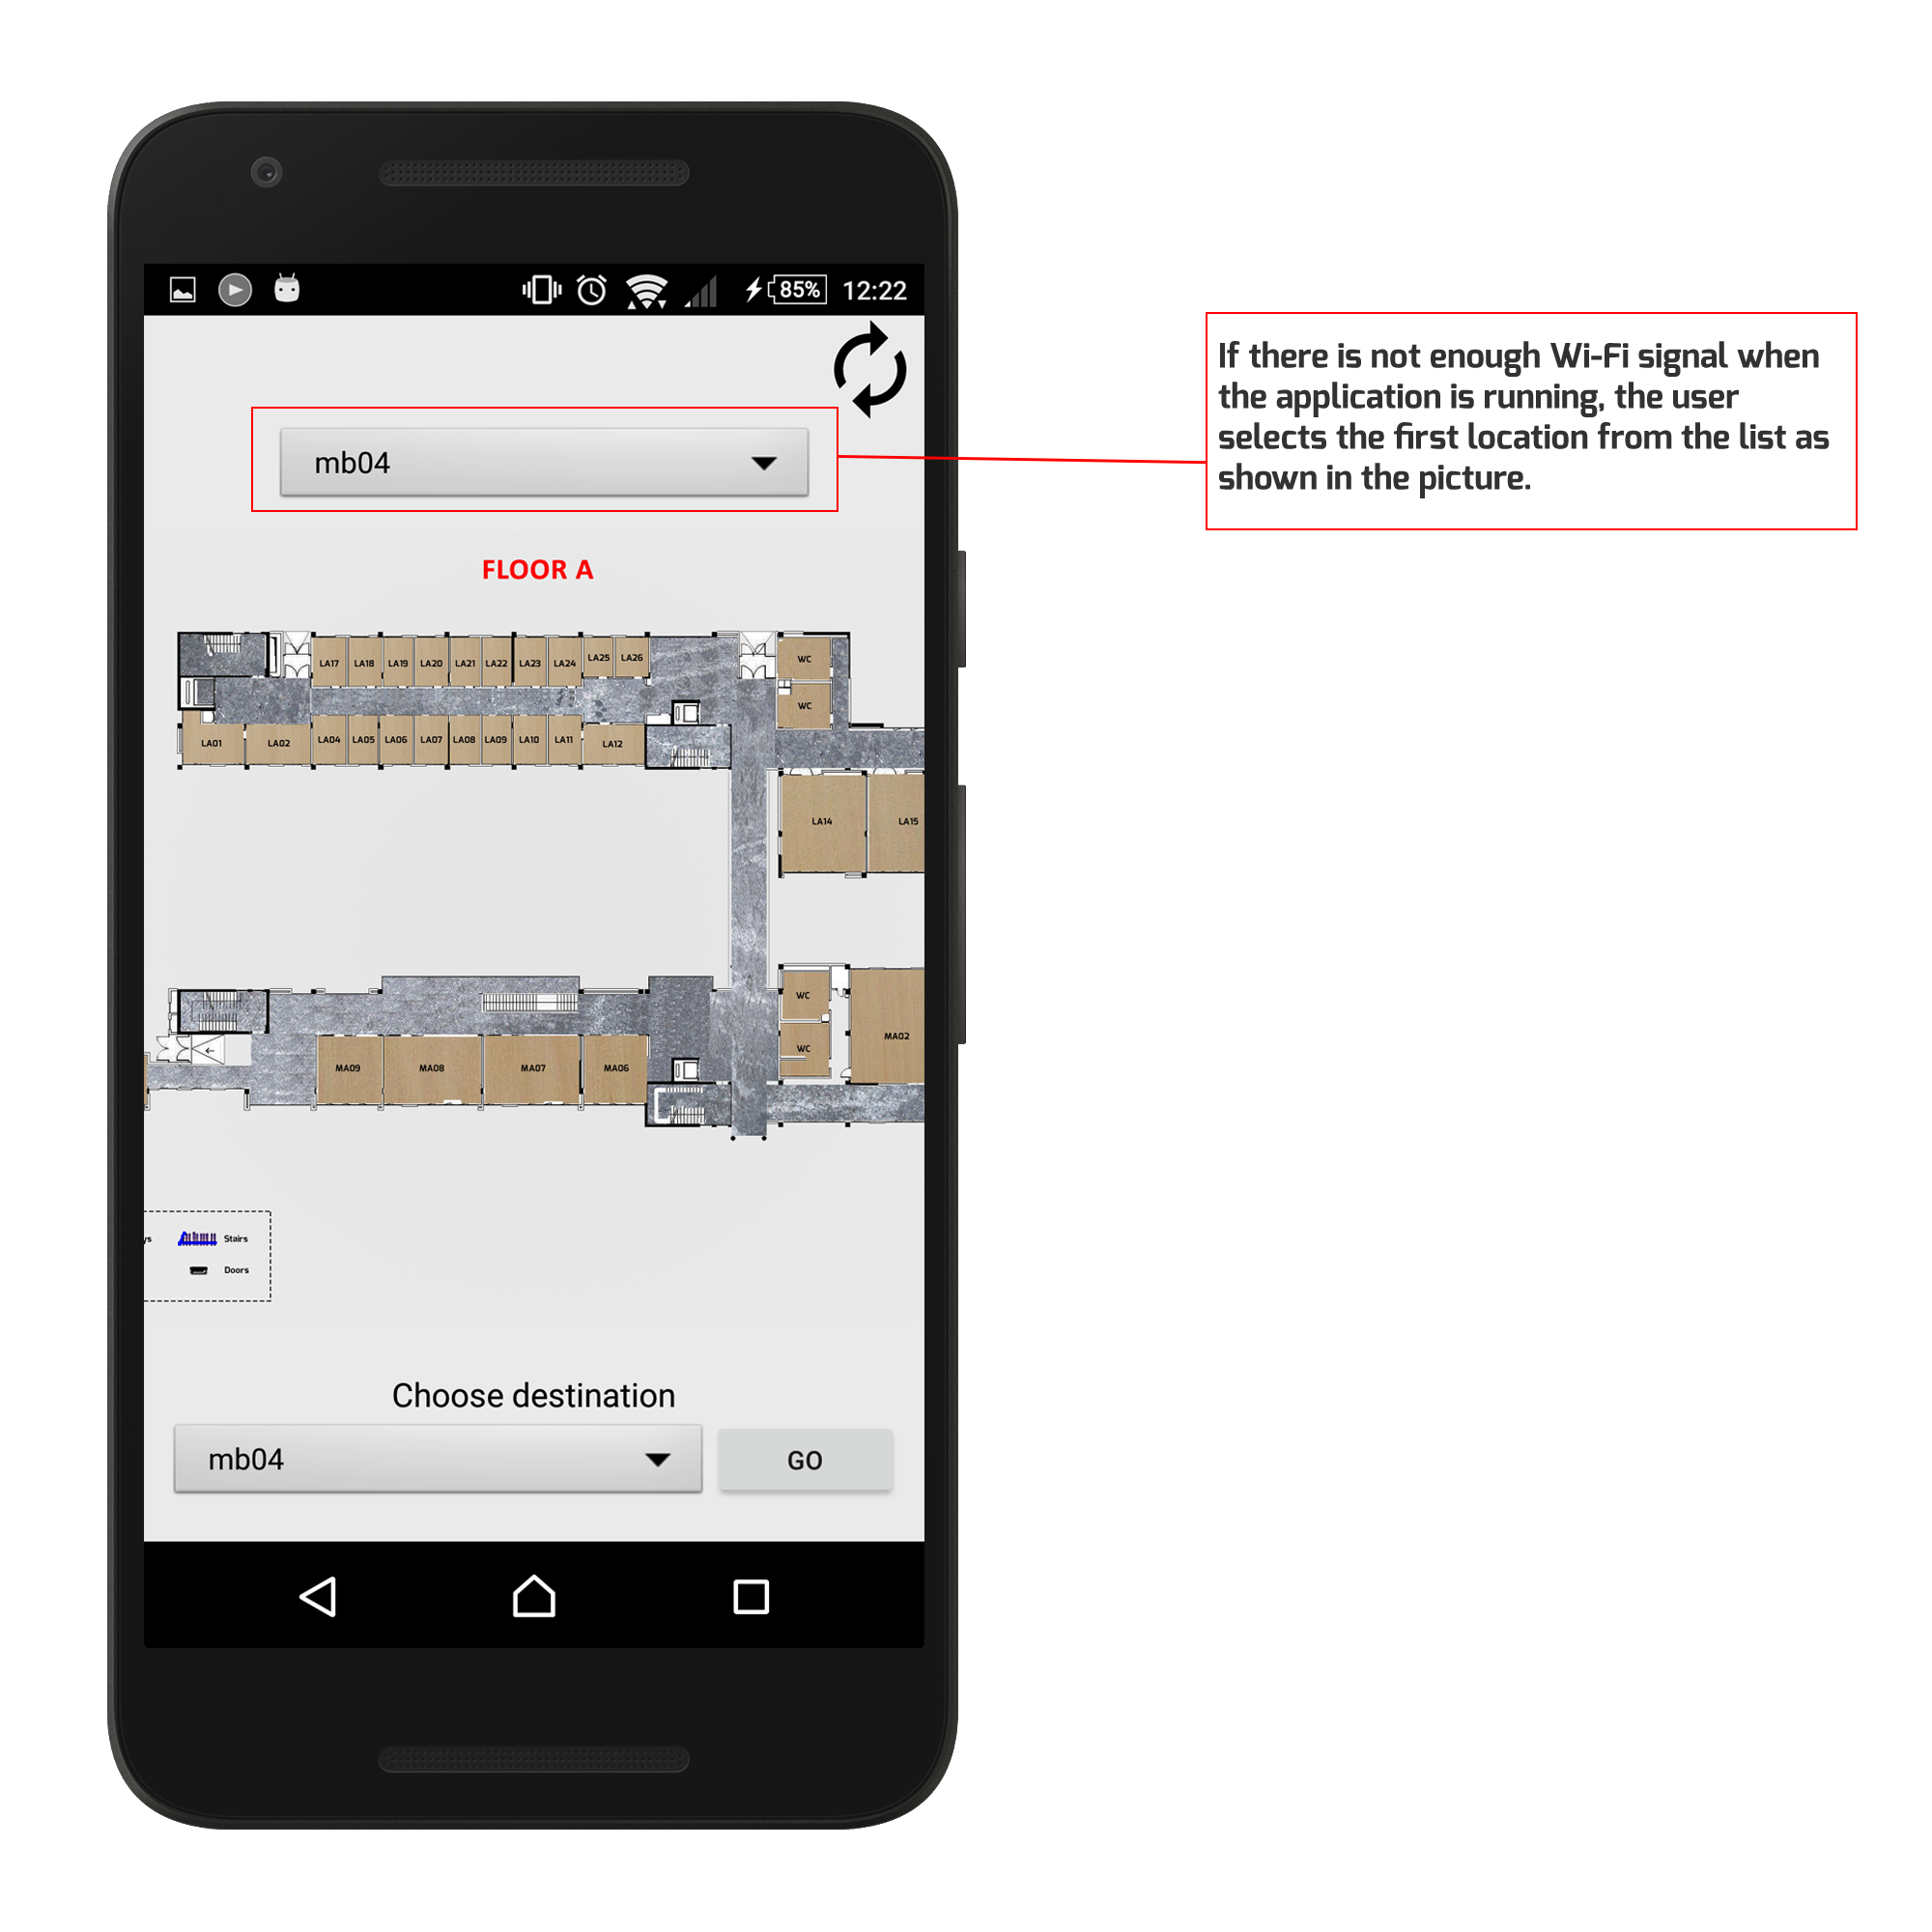 85% 12:22
If there is not enough Wi-Fi signal when
the application is running, the user
selects the first location from the list as
shown in the picture.
mb04
FLOOR A
LA17 LA18 LA19 LA20 LA21 LA22 LA23 LA24 LA25 LA26 WC
WC
LA01 LA02 LA04 LA05 LA06 LA07 LA08 LA09 LA10 LA11 LA12
LA14 LA15
WC
MA02
WC
MA09 MA08 MA07 MA06
ys Stairs
Doors
Choose destination
mb04 GO